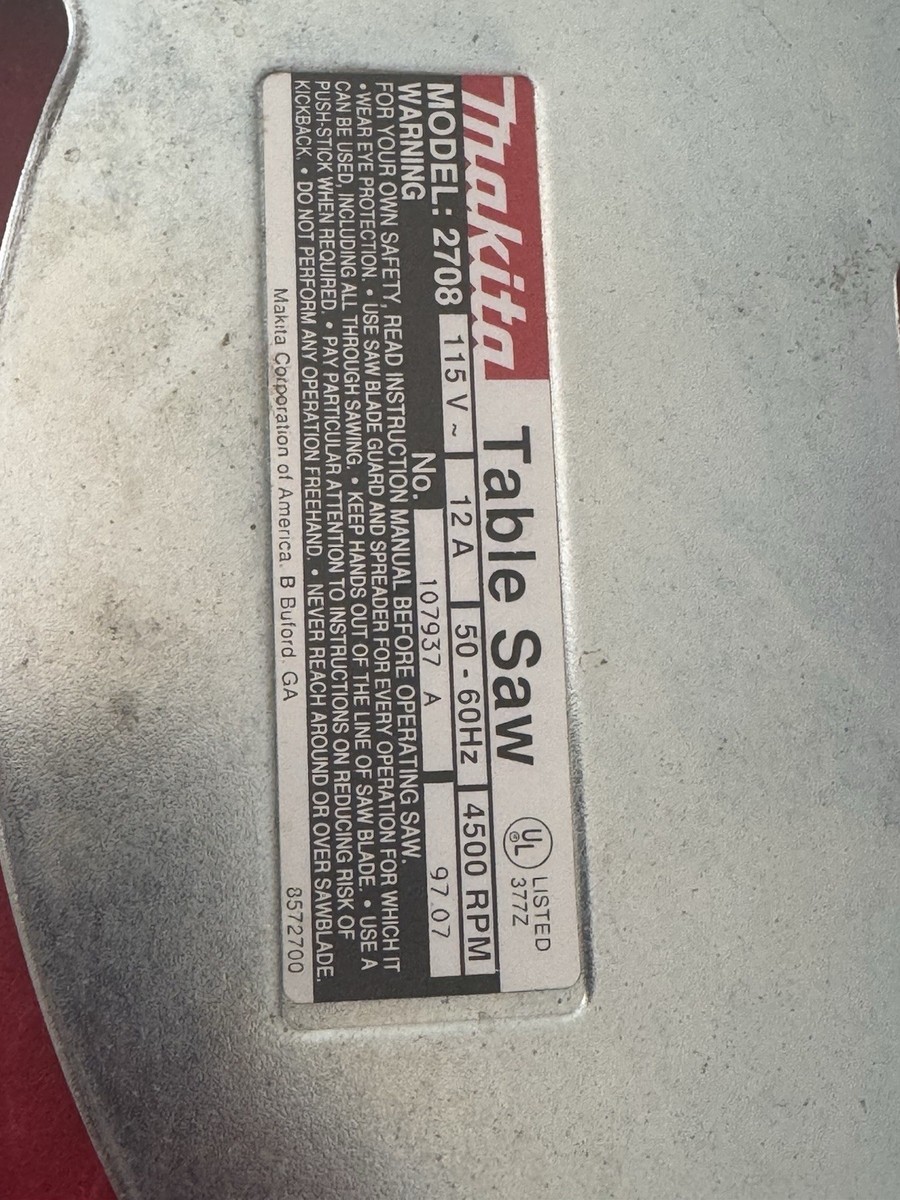 makita Table Saw
UL LISTED
377Z
MODEL: 2708 115 V ~ 12 A 50 - 60Hz 4500 RPM
WARNING No. 107937 A 97.07
FOR YOUR OWN SAFETY, READ INSTRUCTION MANUAL BEFORE OPERATING SAW.
• WEAR EYE PROTECTION. • USE SAW BLADE GUARD AND SPREADER FOR EVERY OPERATION FOR WHICH IT
CAN BE USED, INCLUDING ALL THROUGH SAWING. • KEEP HANDS OUT OF THE LINE OF SAW BLADE. • USE A
PUSH-STICK WHEN REQUIRED. • PAY PARTICULAR ATTENTION TO INSTRUCTIONS ON REDUCING RISK OF
KICKBACK. • DO NOT PERFORM ANY OPERATION FREEHAND. • NEVER REACH AROUND OR OVER SAWBLADE.
Makita Corporation of America. B Buford. GA 8572700